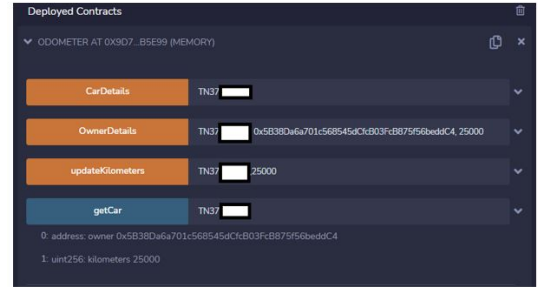 Deployed Contracts
ODOMETER AT 0X9D7...B5E99 (MEMORY)
CarDetails TN37
OwnerDetails TN37 0x5B38Da6a701c568545dCfcB03FcB875f56beddC4, 25000
updateKilometers TN37 ,25000
getCar TN37
0: address: owner 0x5B38Da6a701c568545dCfcB03FcB875f56beddC4
1: uint256: kilometers 25000